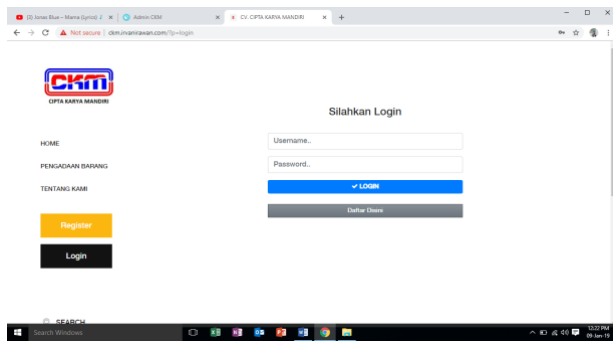 (3) Jonas Blue - Mama (Lyrics) 🎵
Admin CKM
CV. CIPTA KARYA MANDIRI
Not secure | ckm.irvanirawan.com/?p=login
CKM
CIPTA KARYA MANDIRI
Silahkan Login
HOME
Username..
PENGADAAN BARANG
Password..
TENTANG KAMI
LOGIN
Daftar Disini
Register
Login
SEARCH
Search Windows
12:22 PM
09-Jan-19